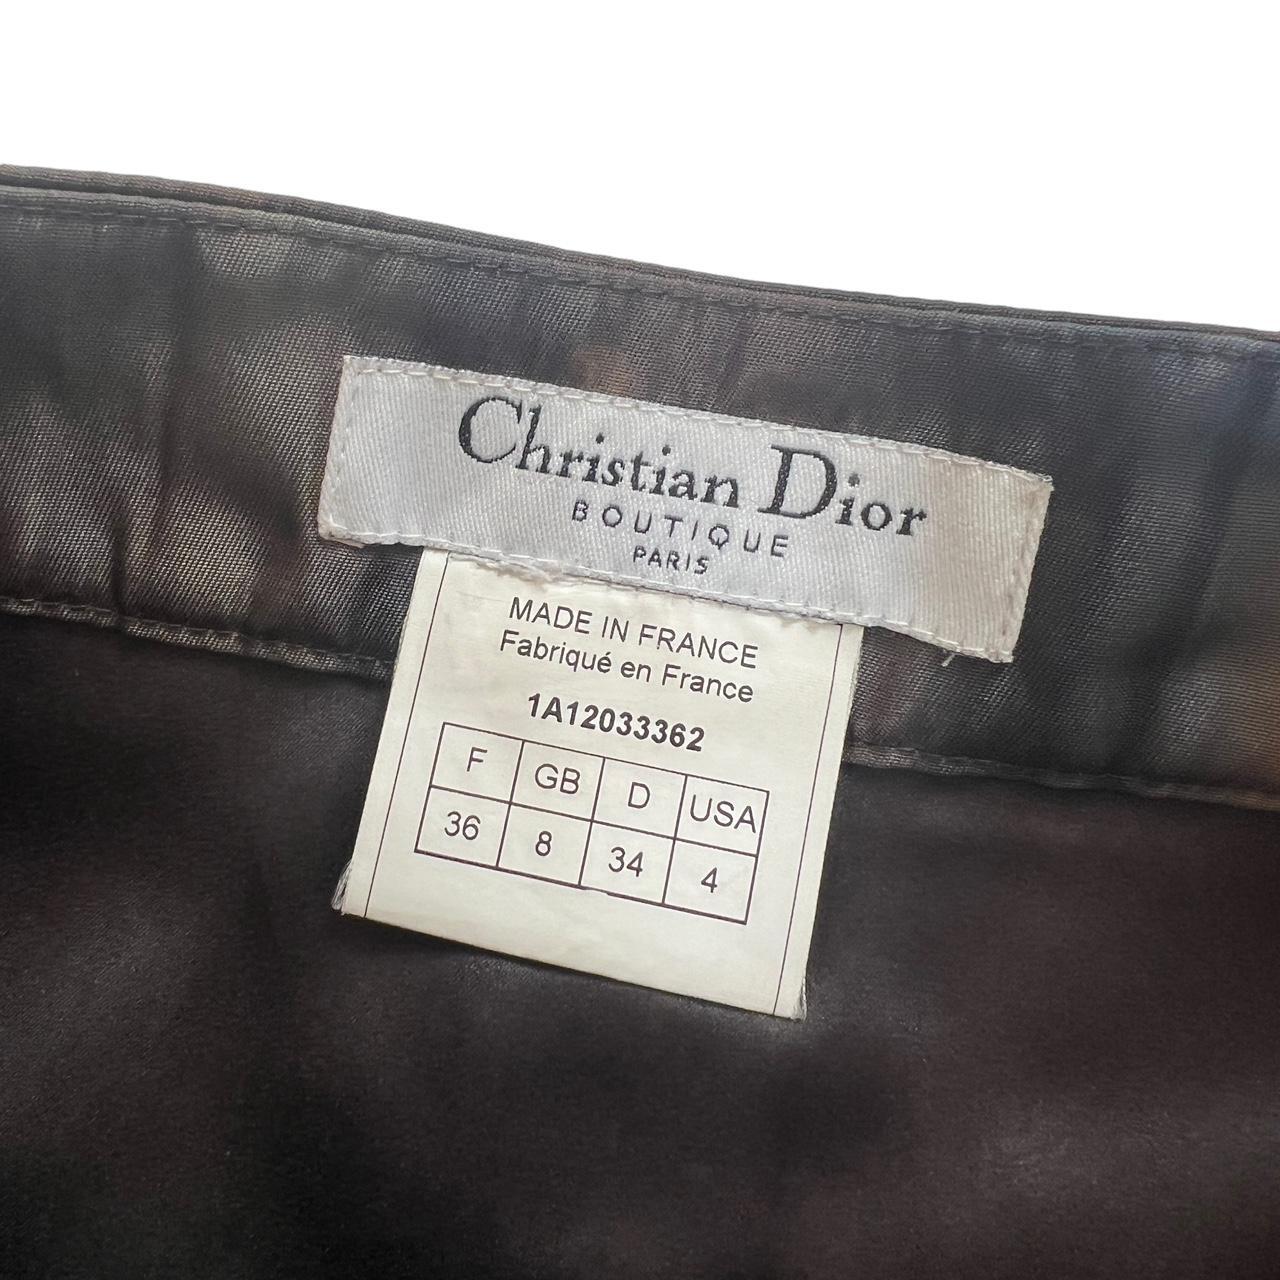 Christian Dior
BOUTIQUE
PARIS
MADE IN FRANCE
Fabriqué en France
1A12033362
F GB D USA
36 8 34 4